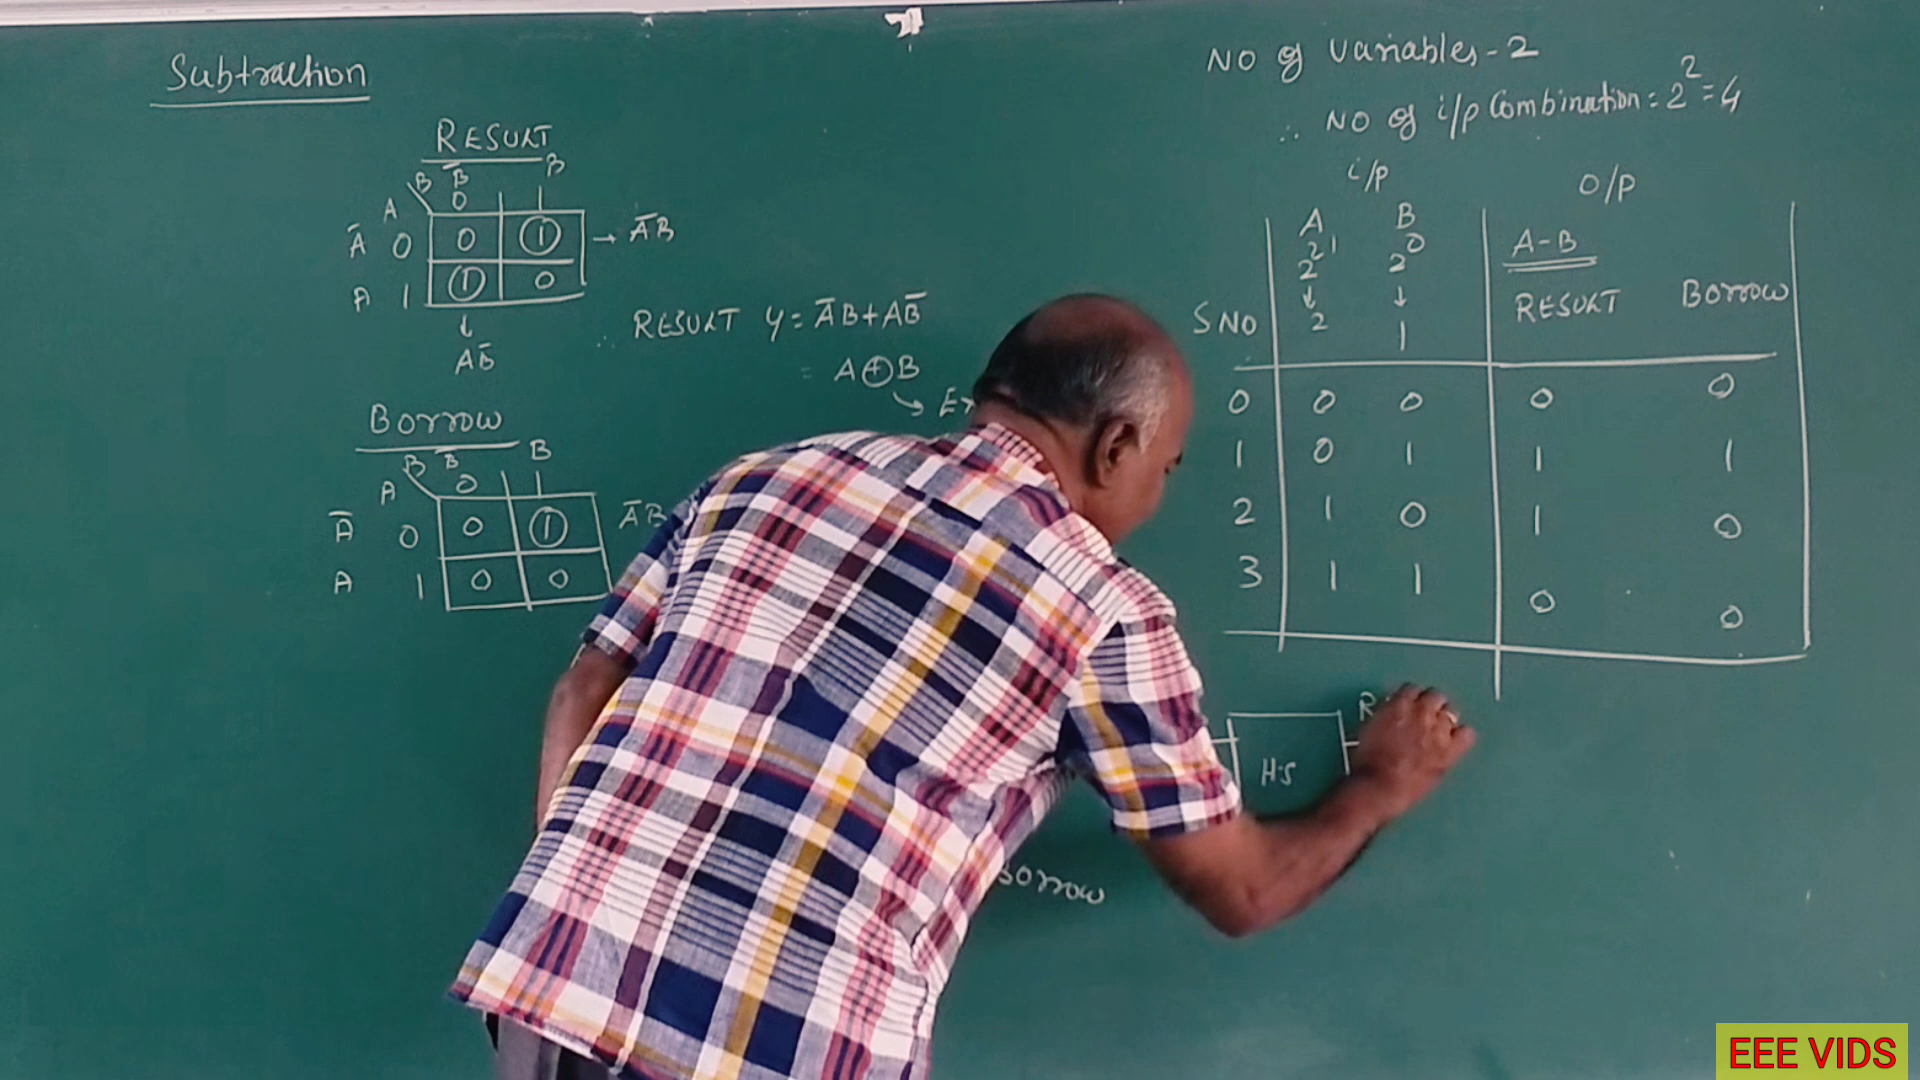 Subtraction
RESULT
B B̅ B
A 0 1
A̅ 0 0 1 → A̅B
A 1 1 0
↓
AB̅
∴ RESULT Y = A̅B + AB̅
= A⊕B
Borrow
B B̅ B
A 0 1
A̅ 0 0 1 A̅B
A 1 0 0
Borrow
NO of variables - 2
∴ NO of i/p Combination = 2² = 4
i/p O/P
A B A-B
2¹ 2⁰
↓ ↓ RESULT Borrow
S NO 2 1
0 0 0 0 0
1 0 1 1 1
2 1 0 1 0
3 1 1 0 0
H.S
EEE VIDS